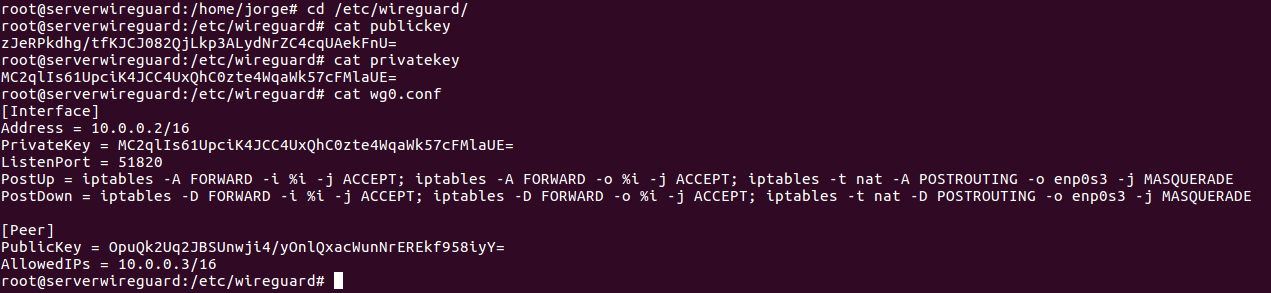 root@serverwireguard:/home/jorge# cd /etc/wireguard/
root@serverwireguard:/etc/wireguard# cat publickey
zJeRPkdhg/tfKJCJ082QjLkp3ALydNrZC4cqUAekFnU=
root@serverwireguard:/etc/wireguard# cat privatekey
MC2qlIs61UpciK4JCC4UxQhC0zte4WqaWk57cFMlaUE=
root@serverwireguard:/etc/wireguard# cat wg0.conf
[Interface]
Address = 10.0.0.2/16
PrivateKey = MC2qlIs61UpciK4JCC4UxQhC0zte4WqaWk57cFMlaUE=
ListenPort = 51820
PostUp = iptables -A FORWARD -i %i -j ACCEPT; iptables -A FORWARD -o %i -j ACCEPT; iptables -t nat -A POSTROUTING -o enp0s3 -j MASQUERADE
PostDown = iptables -D FORWARD -i %i -j ACCEPT; iptables -D FORWARD -o %i -j ACCEPT; iptables -t nat -D POSTROUTING -o enp0s3 -j MASQUERADE
[Peer]
PublicKey = OpuQk2Uq2JBSUnwji4/yOnlQxacWunNrEREkf958iyY=
AllowedIPs = 10.0.0.3/16
root@serverwireguard:/etc/wireguard#